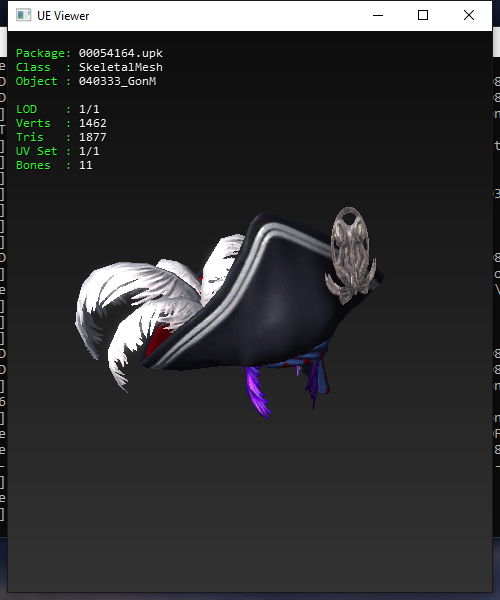 UE Viewer
Package: 00054164.upk
Class : SkeletalMesh
Object : 040333_GonM
LOD : 1/1
Verts : 1462
Tris : 1877
UV Set : 1/1
Bones : 11